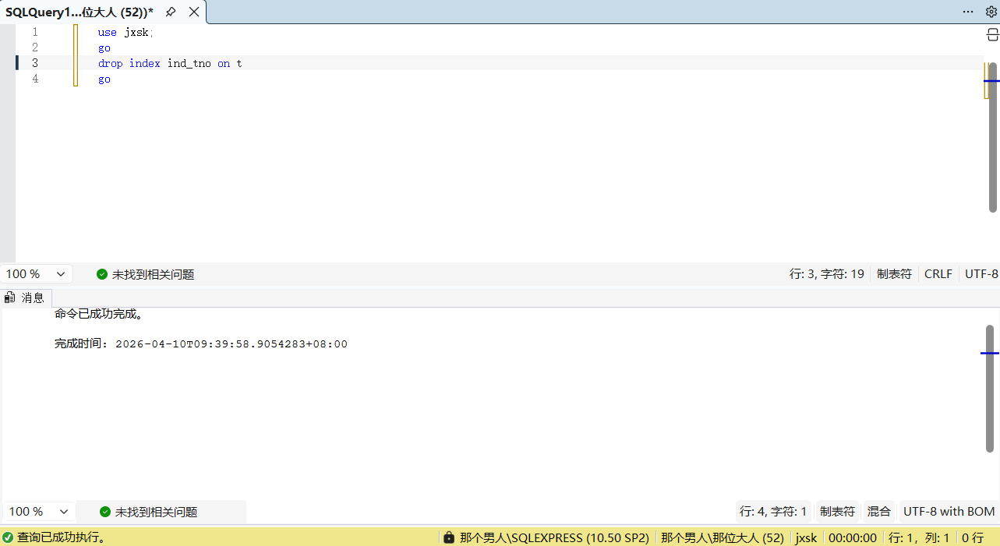 SQLQuery1...位大人 (52))*
1 use jxsk;
2 go
3 drop index ind_tno on t
4 go
100 % 未找到相关问题 行: 3, 字符: 19 制表符 CRLF UTF-8
消息
命令已成功完成。
完成时间: 2026-04-10T09:39:58.9054283+08:00
100 % 未找到相关问题 行: 4, 字符: 1 制表符 混合 UTF-8 with BOM
查询已成功执行。 那个男人\SQLEXPRESS (10.50 SP2) 那个男人\那位大人 (52) jxsk 00:00:00 行: 1, 列: 1 0 行